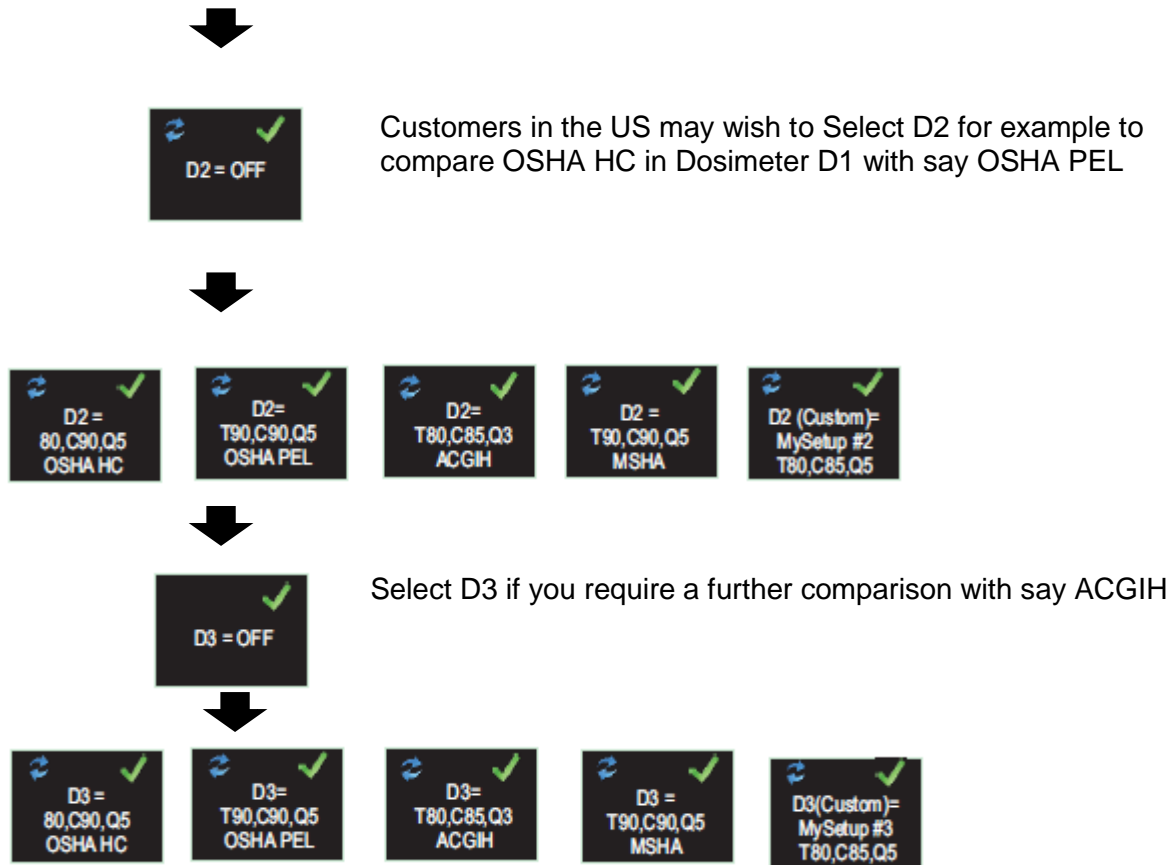 D2 = OFF
Customers in the US may wish to Select D2 for example to
compare OSHA HC in Dosimeter D1 with say OSHA PEL
D2 =
80,C90,Q5
OSHA HC
D2=
T90,C90,Q5
OSHA PEL
D2=
T80,C85,Q3
ACGIH
D2 =
T90,C90,Q5
MSHA
D2 (Custom)=
MySetup #2
T80,C85,Q5
D3 = OFF
Select D3 if you require a further comparison with say ACGIH
D3 =
80,C90,Q5
OSHA HC
D3=
T90,C90,Q5
OSHA PEL
D3=
T80,C85,Q3
ACGIH
D3 =
T90,C90,Q5
MSHA
D3(Custom)=
MySetup #3
T80,C85,Q5